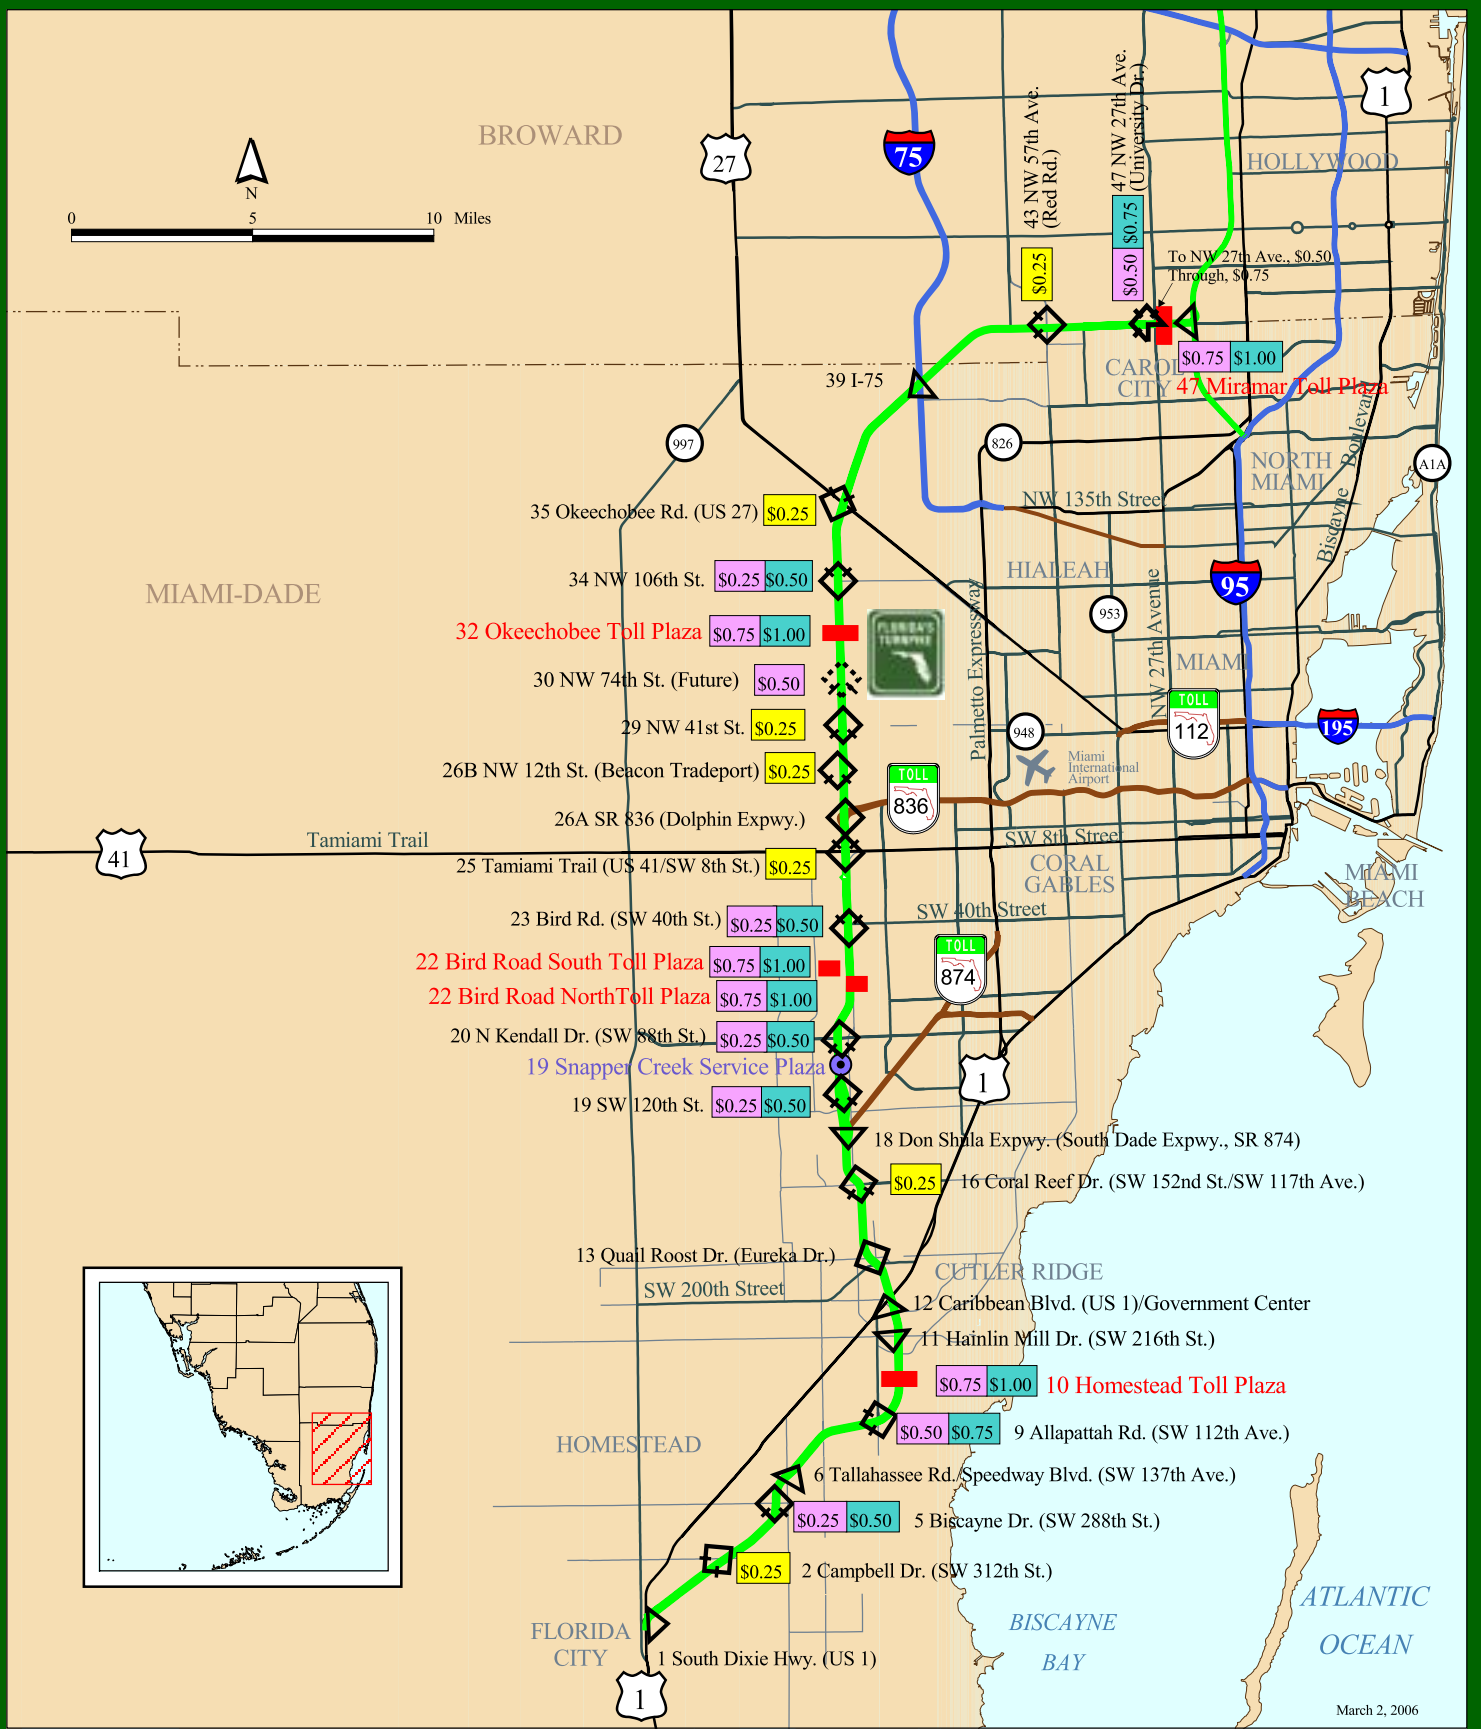 BROWARD
27
75
1
43 NW 57th Ave.
(Red Rd.)
47 NW 27th Ave.
(University Dr.)
HOLLYWOOD
N
0 5 10 Miles
$0.25
$0.50 $0.75
To NW 27th Ave., $0.50
Through, $0.75
$0.75 $1.00
CAROL
CITY
47 Miramar Toll Plaza
39 I-75
997
826
A1A
NORTH
MIAMI
Biscayne Boulevard
NW 135th Street
35 Okeechobee Rd. (US 27) $0.25
34 NW 106th St. $0.25 $0.50
HIALEAH
95
MIAMI-DADE
953
32 Okeechobee Toll Plaza $0.75 $1.00
FLORIDA'S
TURNPIKE
Palmetto Expressway
NW 27th Avenue
MIAMI
30 NW 74th St. (Future) $0.50
29 NW 41st St. $0.25
TOLL
112
195
948
26B NW 12th St. (Beacon Tradeport) $0.25
Miami
International
Airport
TOLL
836
26A SR 836 (Dolphin Expwy.)
41
Tamiami Trail
SW 8th Street
25 Tamiami Trail (US 41/SW 8th St.) $0.25
CORAL
GABLES
MIAMI
BEACH
23 Bird Rd. (SW 40th St.) $0.25 $0.50
SW 40th Street
22 Bird Road South Toll Plaza $0.75 $1.00
TOLL
874
22 Bird Road NorthToll Plaza $0.75 $1.00
20 N Kendall Dr. (SW 88th St.) $0.25 $0.50
19 Snapper Creek Service Plaza
1
19 SW 120th St. $0.25 $0.50
18 Don Shula Expwy. (South Dade Expwy., SR 874)
$0.25 16 Coral Reef Dr. (SW 152nd St./SW 117th Ave.)
13 Quail Roost Dr. (Eureka Dr.)
CUTLER RIDGE
SW 200th Street
12 Caribbean Blvd. (US 1)/Government Center
11 Hainlin Mill Dr. (SW 216th St.)
$0.75 $1.00 10 Homestead Toll Plaza
$0.50 $0.75 9 Allapattah Rd. (SW 112th Ave.)
HOMESTEAD
6 Tallahassee Rd./Speedway Blvd. (SW 137th Ave.)
$0.25 $0.50 5 Biscayne Dr. (SW 288th St.)
$0.25 2 Campbell Dr. (SW 312th St.)
ATLANTIC
OCEAN
BISCAYNE
BAY
FLORIDA
CITY
1 South Dixie Hwy. (US 1)
1
March 2, 2006